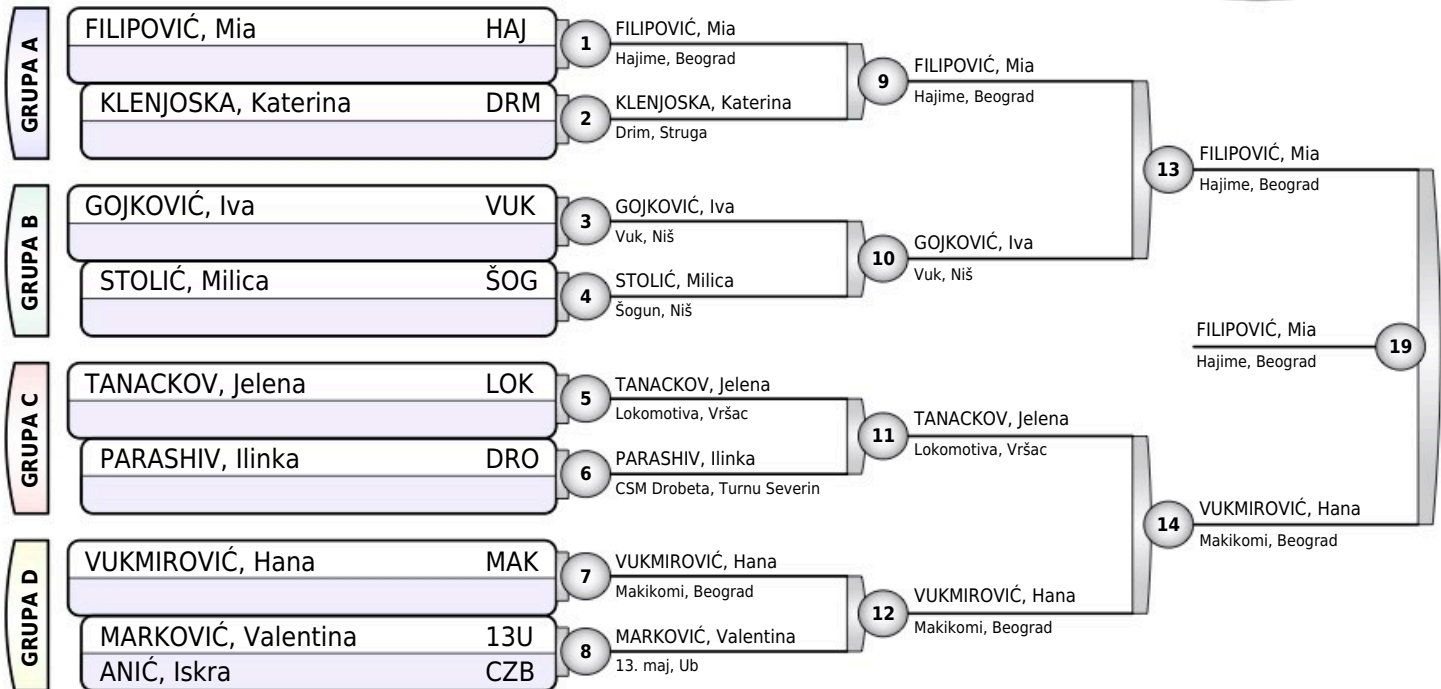 GRUPA A
FILIPOVIĆ, Mia HAJ
KLENJOSKA, Katerina DRM
1
FILIPOVIĆ, Mia
Hajime, Beograd
2
KLENJOSKA, Katerina
Drim, Struga
9
FILIPOVIĆ, Mia
Hajime, Beograd
GRUPA B
GOJKOVIĆ, Iva VUK
STOLIĆ, Milica ŠOG
3
GOJKOVIĆ, Iva
Vuk, Niš
4
STOLIĆ, Milica
Šogun, Niš
10
GOJKOVIĆ, Iva
Vuk, Niš
13
FILIPOVIĆ, Mia
Hajime, Beograd
GRUPA C
TANACKOV, Jelena LOK
PARASHIV, Ilinka DRO
5
TANACKOV, Jelena
Lokomotiva, Vršac
6
PARASHIV, Ilinka
CSM Drobeta, Turnu Severin
11
TANACKOV, Jelena
Lokomotiva, Vršac
GRUPA D
VUKMIROVIĆ, Hana MAK
MARKOVIĆ, Valentina 13U
ANIĆ, Iskra CZB
7
VUKMIROVIĆ, Hana
Makikomi, Beograd
8
MARKOVIĆ, Valentina
13. maj, Ub
12
VUKMIROVIĆ, Hana
Makikomi, Beograd
14
VUKMIROVIĆ, Hana
Makikomi, Beograd
FILIPOVIĆ, Mia
Hajime, Beograd
19